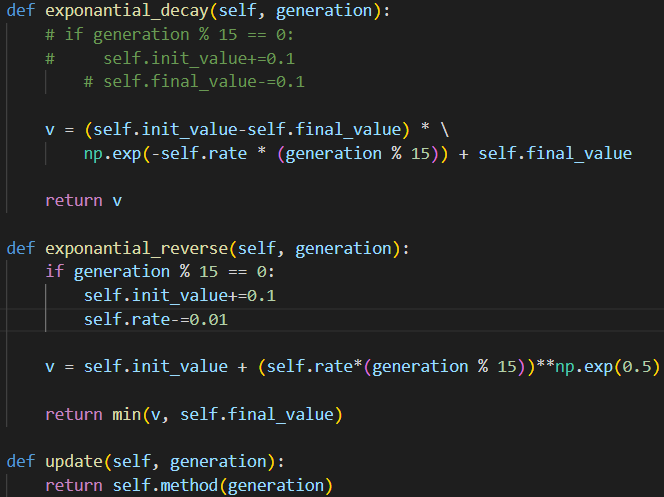 def exponantial_decay(self, generation):
    # if generation % 15 == 0:
    #     self.init_value+=0.1
        # self.final_value-=0.1

    v = (self.init_value-self.final_value) * \
        np.exp(-self.rate * (generation % 15)) + self.final_value

    return v

def exponantial_reverse(self, generation):
    if generation % 15 == 0:
        self.init_value+=0.1
        self.rate-=0.01

    v = self.init_value + (self.rate*(generation % 15))**np.exp(0.5)

    return min(v, self.final_value)

def update(self, generation):
    return self.method(generation)